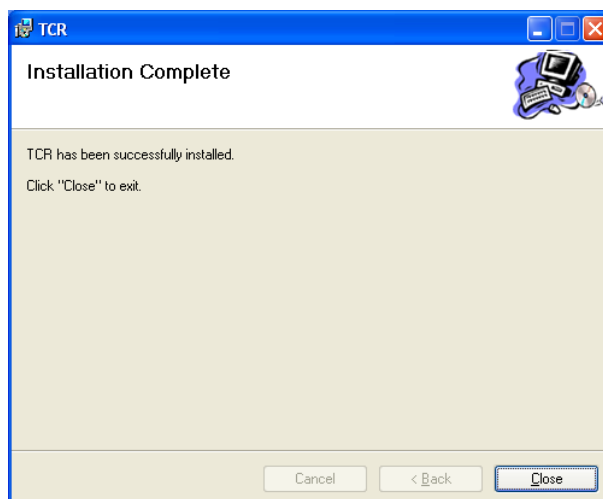 TCR
Installation Complete
TCR has been successfully installed.
Click "Close" to exit.
Cancel
< Back
Close